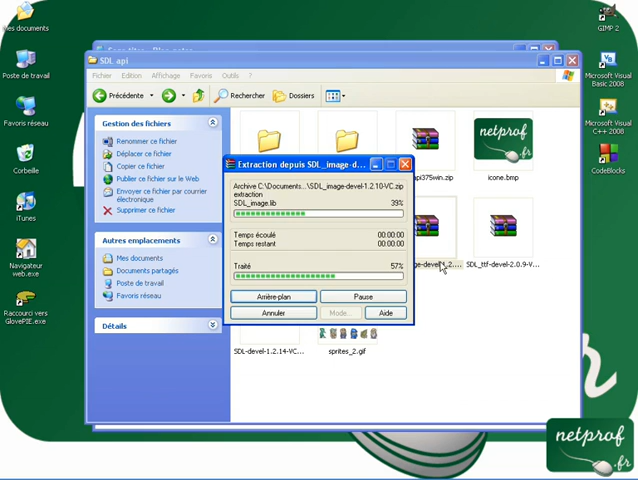 Mes documents
Poste de travail
Favoris réseau
Corbeille
iTunes
Navigateur
web.exe
Raccourci vers
GlovePIE.exe
SDL api
Fichier Edition Affichage Favoris Outils ?
Précédente
Rechercher
Dossiers
Gestion des fichiers
Renommer ce fichier
Déplacer ce fichier
Copier ce fichier
Publier ce fichier sur le Web
Envoyer ce fichier par courrier
électronique
Supprimer ce fichier
Autres emplacements
Mes documents
Documents partagés
Poste de travail
Favoris réseau
Détails
Extraction depuis SDL_image-d...
Archive C:\Documents...\SDL_image-devel-1.2.10-VC.zip
extraction
SDL_image.lib 39%
Temps écoulé 00:00:00
Temps restant 00:00:00
Traité 57%
Arrière-plan
Pause
Annuler
Mode...
Aide
api375win.zip
netprof
.fr
icone.bmp
SDL_ttf-devel-2.0.9-V...
SDL-devel-1.2.14-VC...
sprites_2.gif
GIMP 2
Microsoft Visual
Basic 2008
Microsoft Visual
C++ 2008
CodeBlocks
netprof
.fr